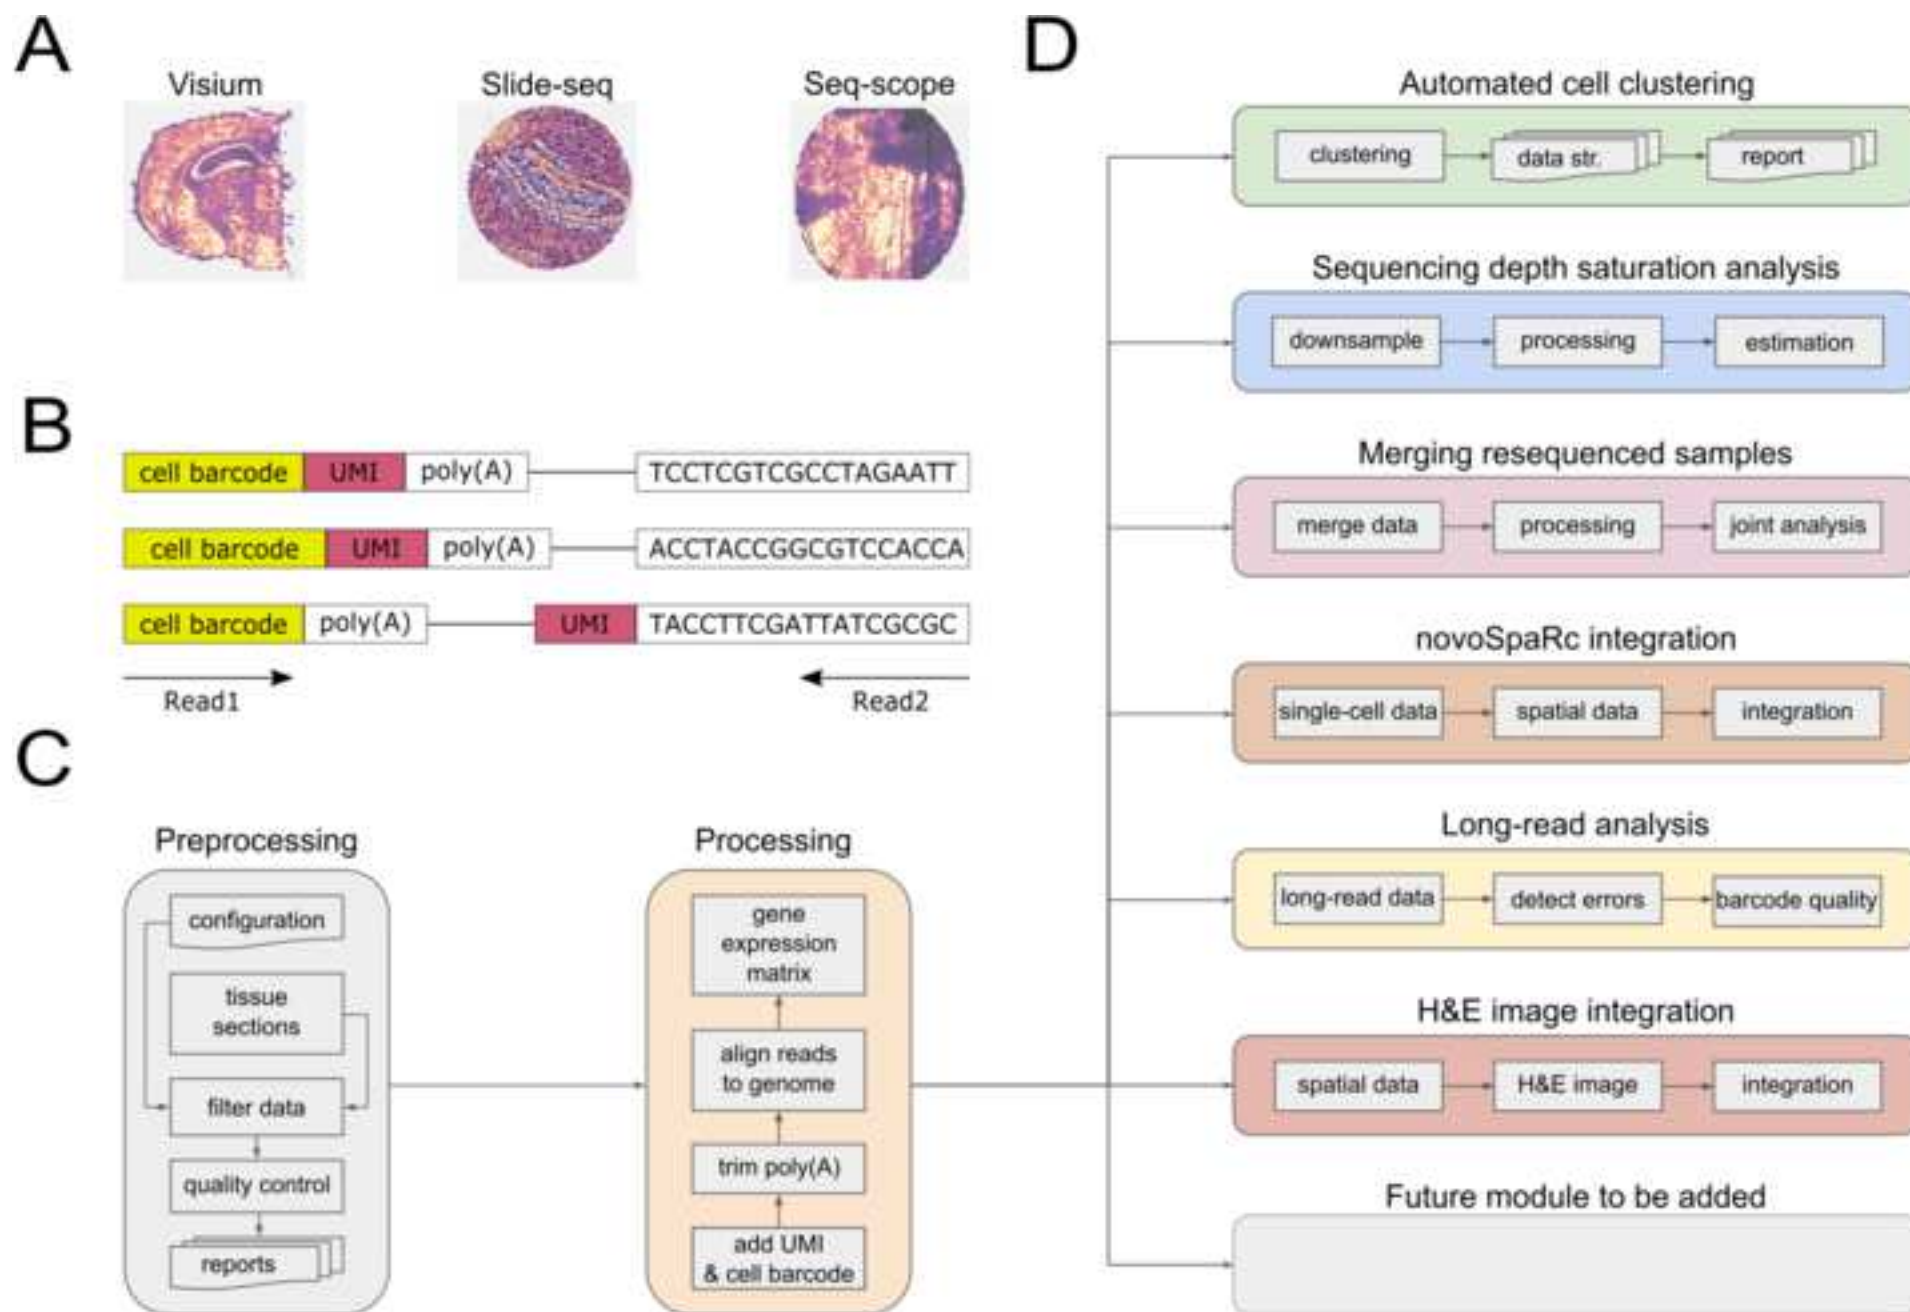 A
Visium
Slide-seq
Seq-scope
B
cell barcode UMI poly(A) TCCTCGTCGCCTAGAATT
cell barcode UMI poly(A) ACCTACCGGCGTCCACCA
cell barcode poly(A) UMI TACCTTCGATTATCGCGC
Read1
Read2
C
Preprocessing
configuration
tissue
sections
filter data
quality control
reports
Processing
gene
expression
matrix
align reads
to genome
trim poly(A)
add UMI
& cell barcode
D
Automated cell clustering
clustering
data str.
report
Sequencing depth saturation analysis
downsample
processing
estimation
Merging resequenced samples
merge data
processing
joint analysis
novoSpaRc integration
single-cell data
spatial data
integration
Long-read analysis
long-read data
detect errors
barcode quality
H&E image integration
spatial data
H&E image
integration
Future module to be added